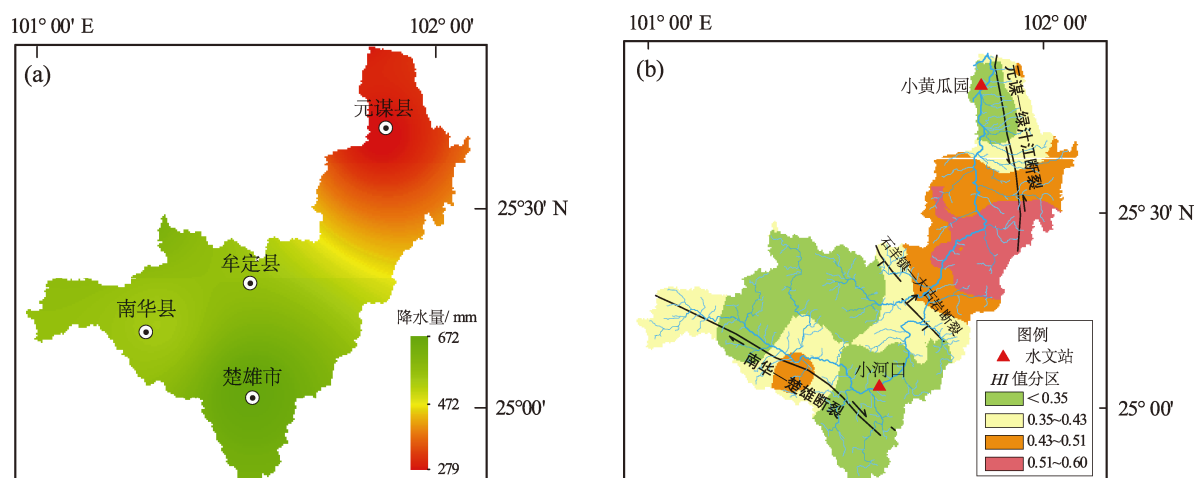 101° 00' E
102° 00'
(a)
元谋县
25°30' N
牟定县
南华县
降水量/ mm
672
楚雄市
472
25°00'
279
101° 00' E
102° 00'
(b)
小黄瓜园
元谋—绿汁江断裂
25° 30' N
石羊镇—大古岩断裂
小河口
南华—楚雄断裂
图例
水文站
HI 值分区
<0.35
0.35~0.43
0.43~0.51
0.51~0.60
25° 00'